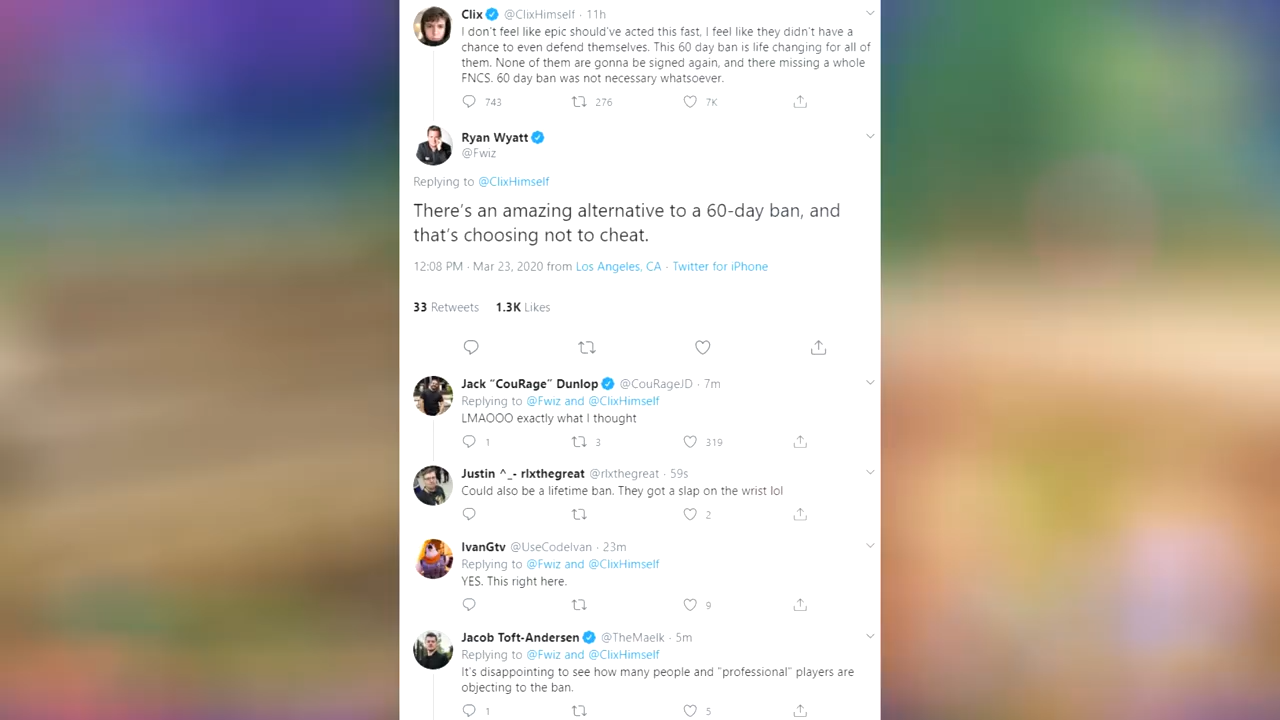 Clix @ClixHimself · 11h
I don't feel like epic should've acted this fast, I feel like they didn't have a
chance to even defend themselves. This 60 day ban is life changing for all of
them. None of them are gonna be signed again, and there missing a whole
FNCS. 60 day ban was not necessary whatsoever.
743 276 7K
Ryan Wyatt
@Fwiz
Replying to @ClixHimself
There's an amazing alternative to a 60-day ban, and
that's choosing not to cheat.
12:08 PM · Mar 23, 2020 from Los Angeles, CA · Twitter for iPhone
33 Retweets 1.3K Likes
Jack "CouRage" Dunlop @CouRageJD · 7m
Replying to @Fwiz and @ClixHimself
LMAOOO exactly what I thought
1 3 319
Justin ^_- rlxthegreat @rlxthegreat · 59s
Could also be a lifetime ban. They got a slap on the wrist lol
2
IvanGtv @UseCodeIvan · 23m
Replying to @Fwiz and @ClixHimself
YES. This right here.
9
Jacob Toft-Andersen @TheMaelk · 5m
Replying to @Fwiz and @ClixHimself
It's disappointing to see how many people and "professional" players are
objecting to the ban.
1 5